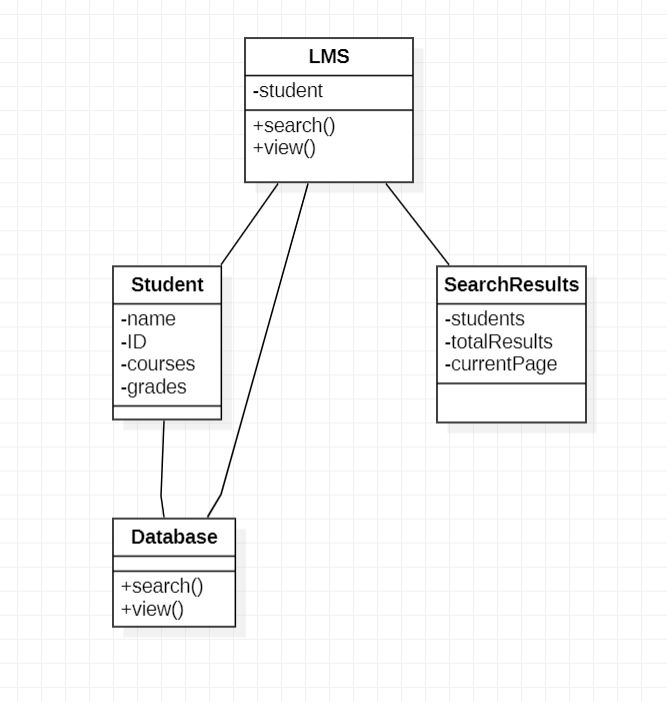 LMS
-student
+search()
+view()
Student
-name
-ID
-courses
-grades
SearchResults
-students
-totalResults
-currentPage
Database
+search()
+view()